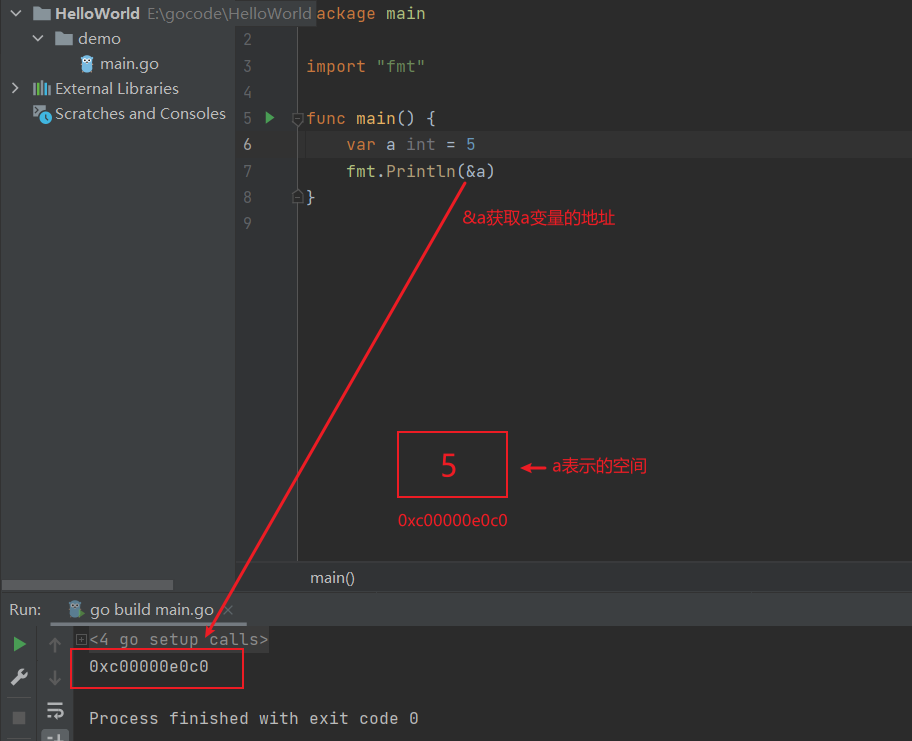 HelloWorld E:\gocode\HelloWorld
demo
main.go
External Libraries
Scratches and Consoles
ackage main
2
3 import "fmt"
4
5 func main() {
6 var a int = 5
7 fmt.Println(&a)
8 }
9
&a获取a变量的地址
5
a表示的空间
0xc00000e0c0
main()
Run: go build main.go
<4 go setup calls>
0xc00000e0c0
Process finished with exit code 0